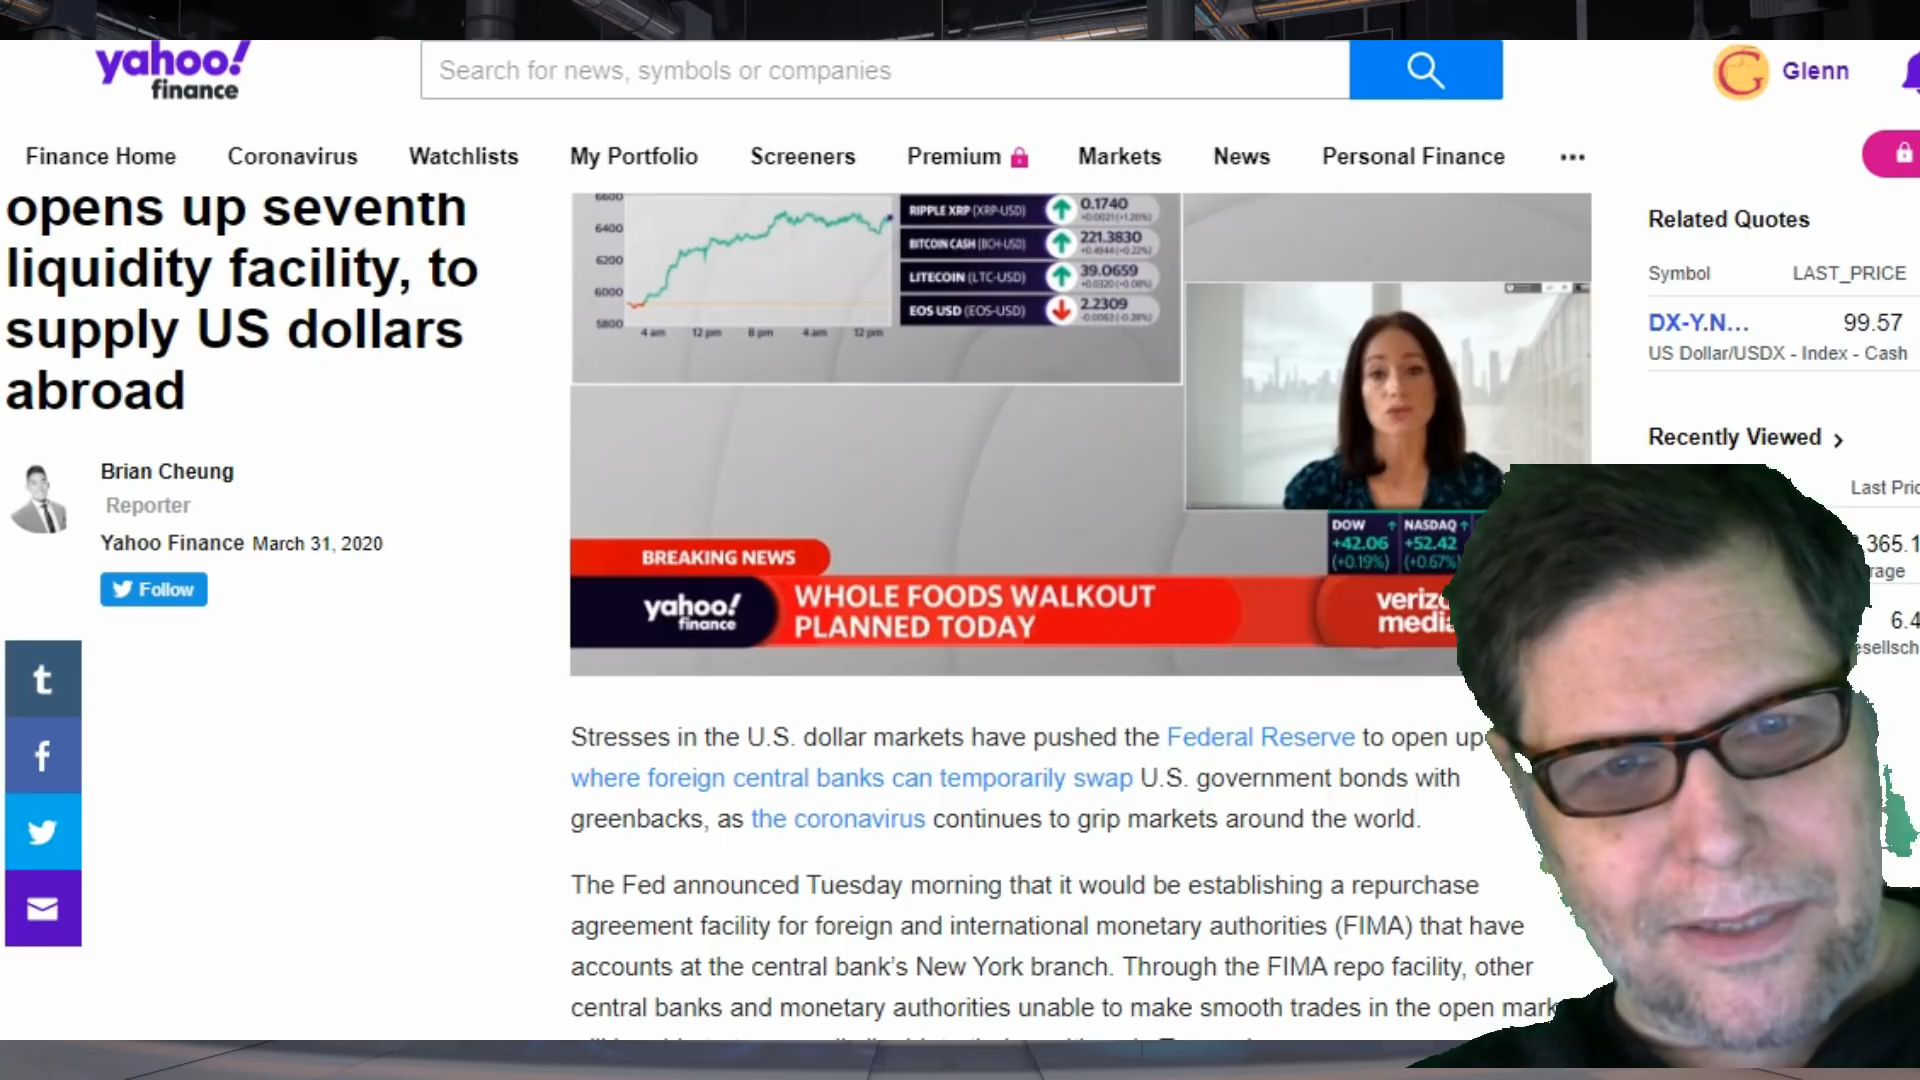 yahoo!
finance
Search for news, symbols or companies
Glenn
Finance Home
Coronavirus
Watchlists
My Portfolio
Screeners
Premium
Markets
News
Personal Finance
...
opens up seventh
liquidity facility, to
supply US dollars
abroad
Brian Cheung
Reporter
Yahoo Finance March 31, 2020
Follow
6600
6400
6200
6000
5800
4 am
12 pm
8 pm
4 am
12 pm
RIPPLE XRP (XRP-USD)
0.1740
BITCOIN CASH (BCH-USD)
221.3830
LITECOIN (LTC-USD)
39.0659
EOS USD (EOS-USD)
2.2309
DOW
+42.06
(+0.19%)
NASDAQ
+52.42
(+0.67%)
BREAKING NEWS
yahoo!
finance
WHOLE FOODS WALKOUT
PLANNED TODAY
Stresses in the U.S. dollar markets have pushed the Federal Reserve to open up
where foreign central banks can temporarily swap U.S. government bonds with
greenbacks, as the coronavirus continues to grip markets around the world.
The Fed announced Tuesday morning that it would be establishing a repurchase
agreement facility for foreign and international monetary authorities (FIMA) that have
accounts at the central bank's New York branch. Through the FIMA repo facility, other
central banks and monetary authorities unable to make smooth trades in the open mark
Related Quotes
Symbol
LAST_PRICE
DX-Y.N...
99.57
US Dollar/USDX - Index - Cash
Recently Viewed
Last Pric
365.1
rage
6.4